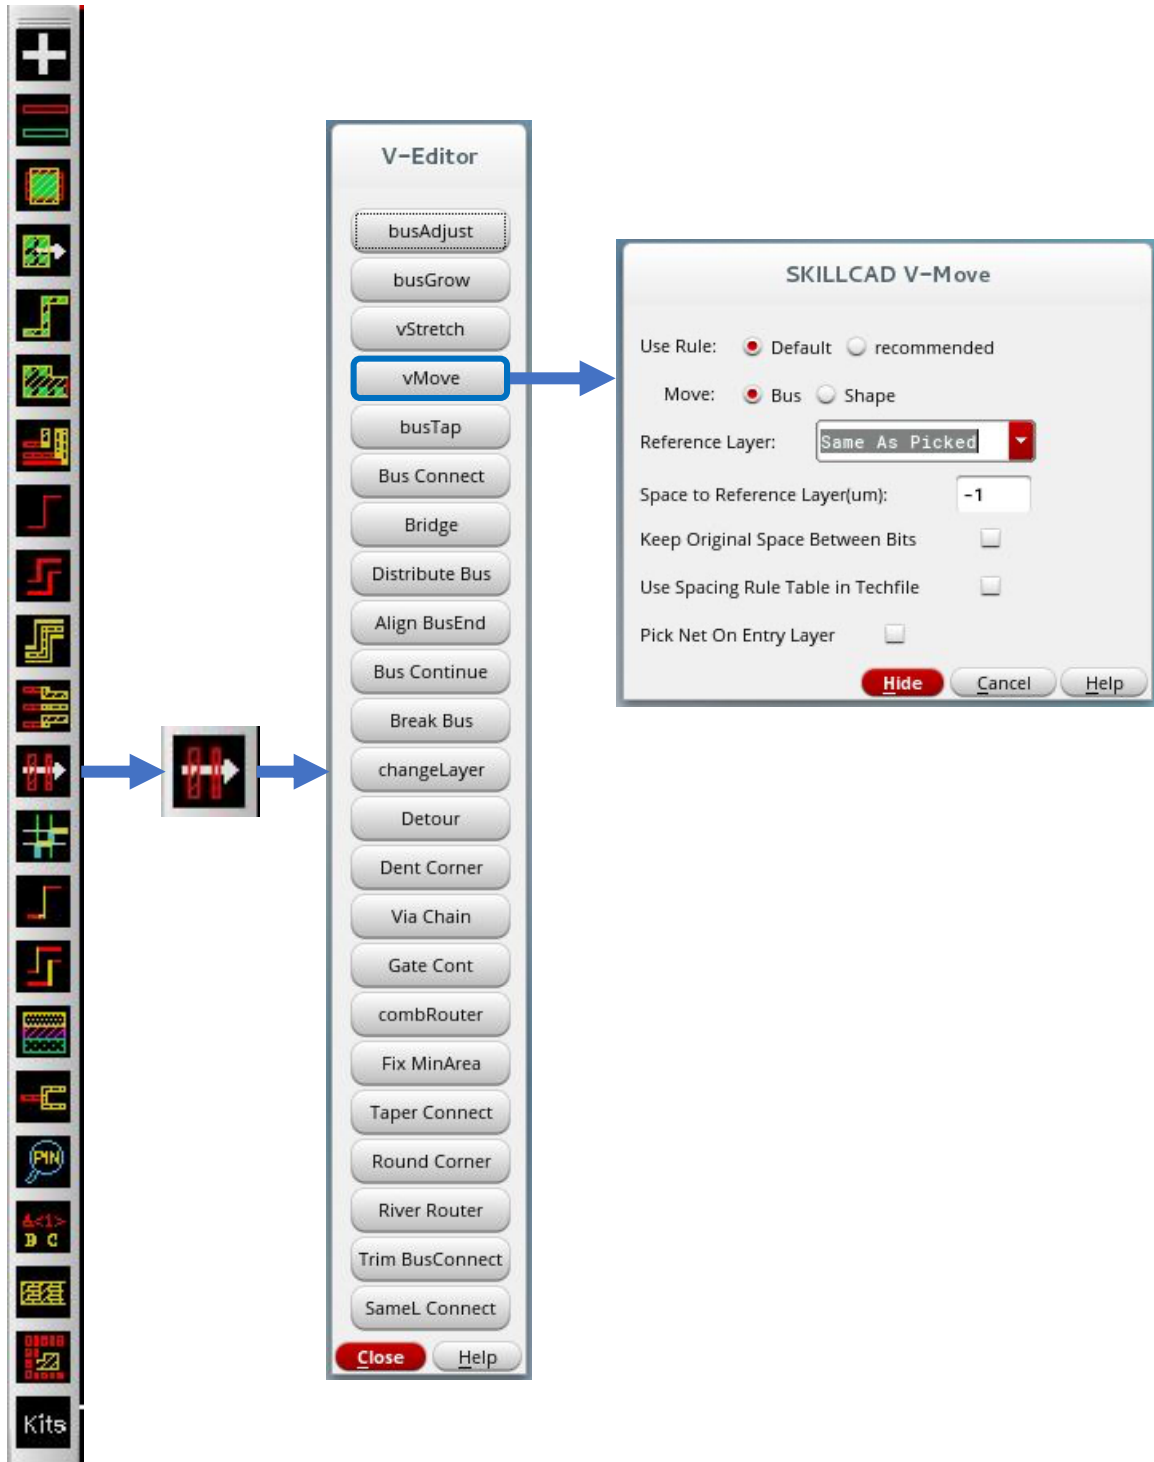 PIN
A<1>
B C
Kits
V-Editor
busAdjust
busGrow
vStretch
vMove
busTap
Bus Connect
Bridge
Distribute Bus
Align BusEnd
Bus Continue
Break Bus
changeLayer
Detour
Dent Corner
Via Chain
Gate Cont
combRouter
Fix MinArea
Taper Connect
Round Corner
River Router
Trim BusConnect
SameL Connect
Close Help
SKILLCAD V-Move
Use Rule: Default recommended
Move: Bus Shape
Reference Layer: Same As Picked
Space to Reference Layer(um): -1
Keep Original Space Between Bits
Use Spacing Rule Table in Techfile
Pick Net On Entry Layer
Hide Cancel Help